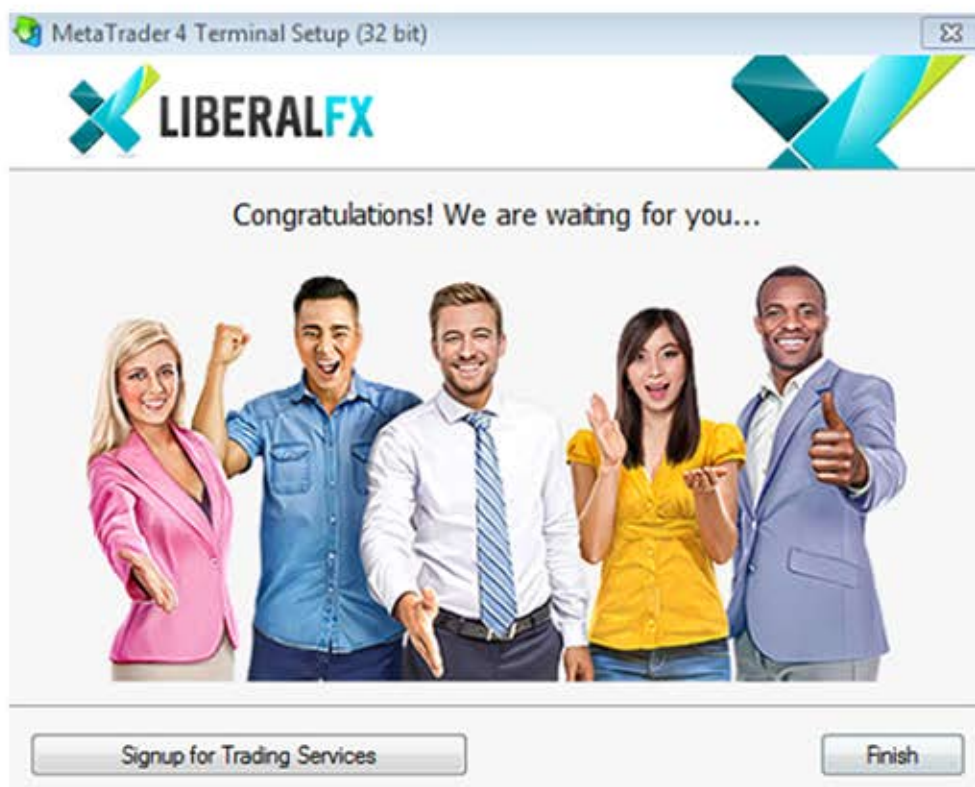 MetaTrader 4 Terminal Setup (32 bit)
LIBERALFX
Congratulations! We are waiting for you...
Signup for Trading Services
Finish